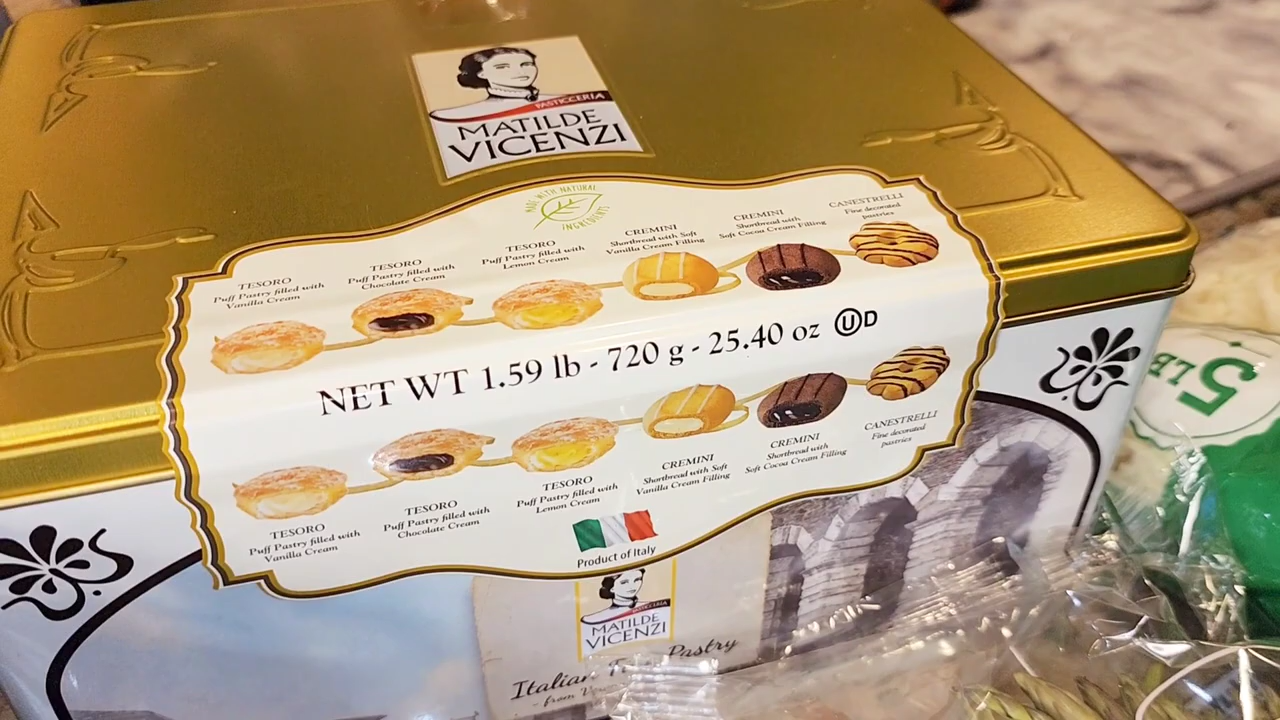 PASTICCERIA
MATILDE
VICENZI
MADE WITH NATURAL
INGREDIENTS
TESORO
Puff Pastry filled with
Vanilla Cream
TESORO
Puff Pastry filled with
Chocolate Cream
TESORO
Puff Pastry filled with
Lemon Cream
CREMINI
Shortbread with Soft
Vanilla Cream Filling
CREMINI
Shortbread with
Soft Cocoa Cream Filling
CANESTRELLI
Fine decorated
pastries
NET WT 1.59 lb - 720 g - 25.40 oz UD
TESORO
Puff Pastry filled with
Vanilla Cream
TESORO
Puff Pastry filled with
Chocolate Cream
TESORO
Puff Pastry filled with
Lemon Cream
CREMINI
Shortbread with Soft
Vanilla Cream Filling
CREMINI
Shortbread with
Soft Cocoa Cream Filling
CANESTRELLI
Fine decorated
pastries
Product of Italy
PASTICCERIA
MATILDE
VICENZI
Italian Pastry
- from
5 LB